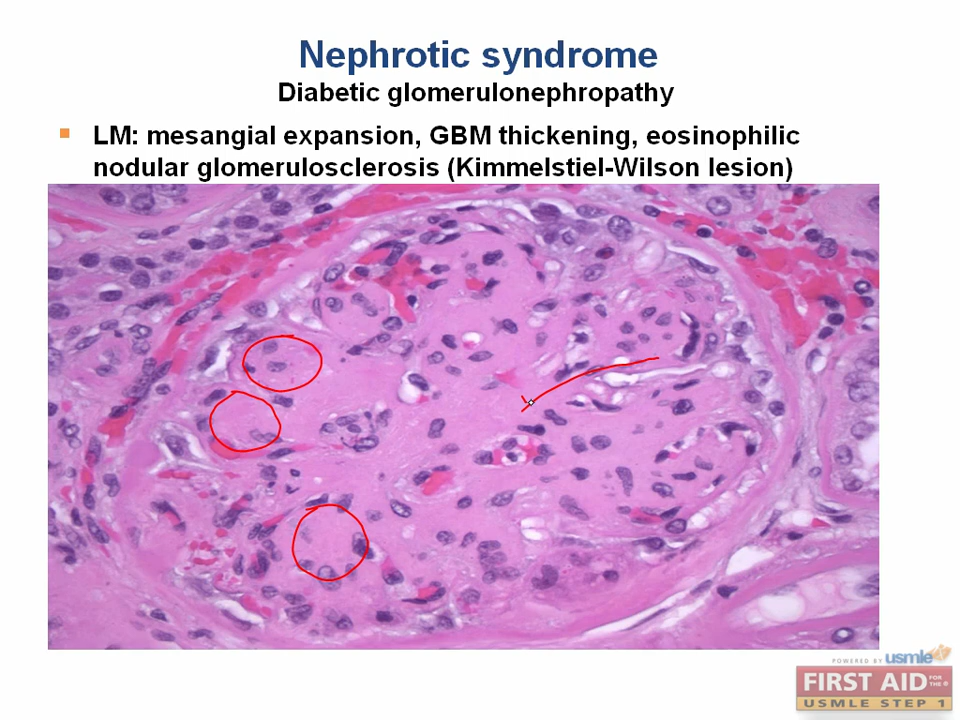 Nephrotic syndrome
Diabetic glomerulonephropathy
LM: mesangial expansion, GBM thickening, eosinophilic
nodular glomerulosclerosis (Kimmelstiel-Wilson lesion)
POWERED BY usmle
FIRST AID FOR THE ®
USMLE STEP 1